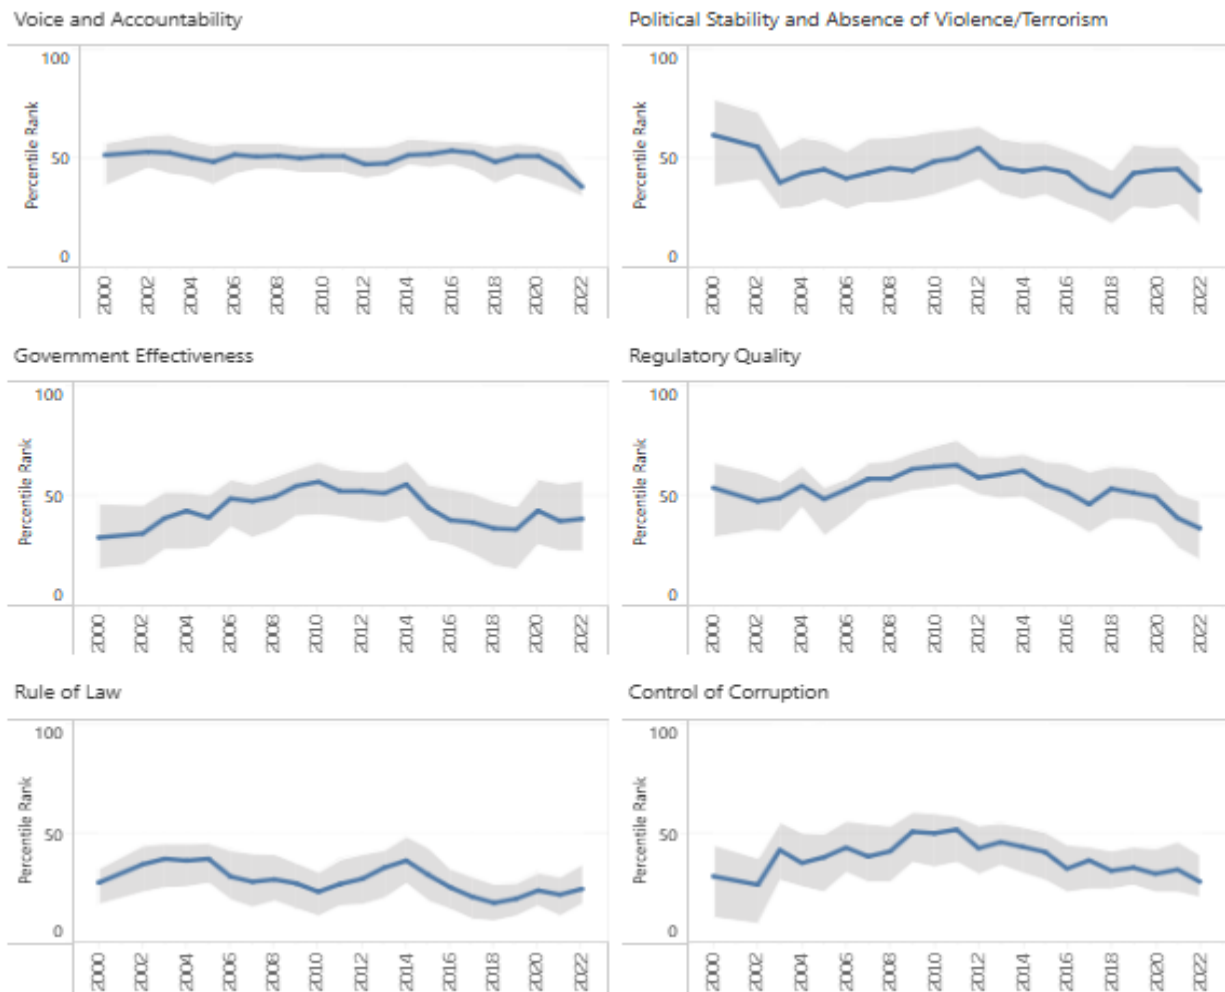 Voice and Accountability
Percentile Rank
100
50
0
2000 2002 2004 2006 2008 2010 2012 2014 2016 2018 2020 2022
Political Stability and Absence of Violence/Terrorism
Percentile Rank
100
50
0
2000 2002 2004 2006 2008 2010 2012 2014 2016 2018 2020 2022
Government Effectiveness
Percentile Rank
100
50
0
2000 2002 2004 2006 2008 2010 2012 2014 2016 2018 2020 2022
Regulatory Quality
Percentile Rank
100
50
0
2000 2002 2004 2006 2008 2010 2012 2014 2016 2018 2020 2022
Rule of Law
Percentile Rank
100
50
0
2000 2002 2004 2006 2008 2010 2012 2014 2016 2018 2020 2022
Control of Corruption
Percentile Rank
100
50
0
2000 2002 2004 2006 2008 2010 2012 2014 2016 2018 2020 2022